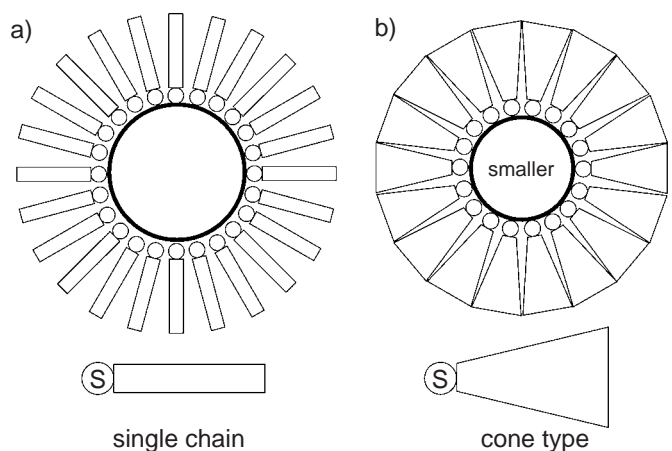 a)
b)
smaller
S
S
single chain
cone type